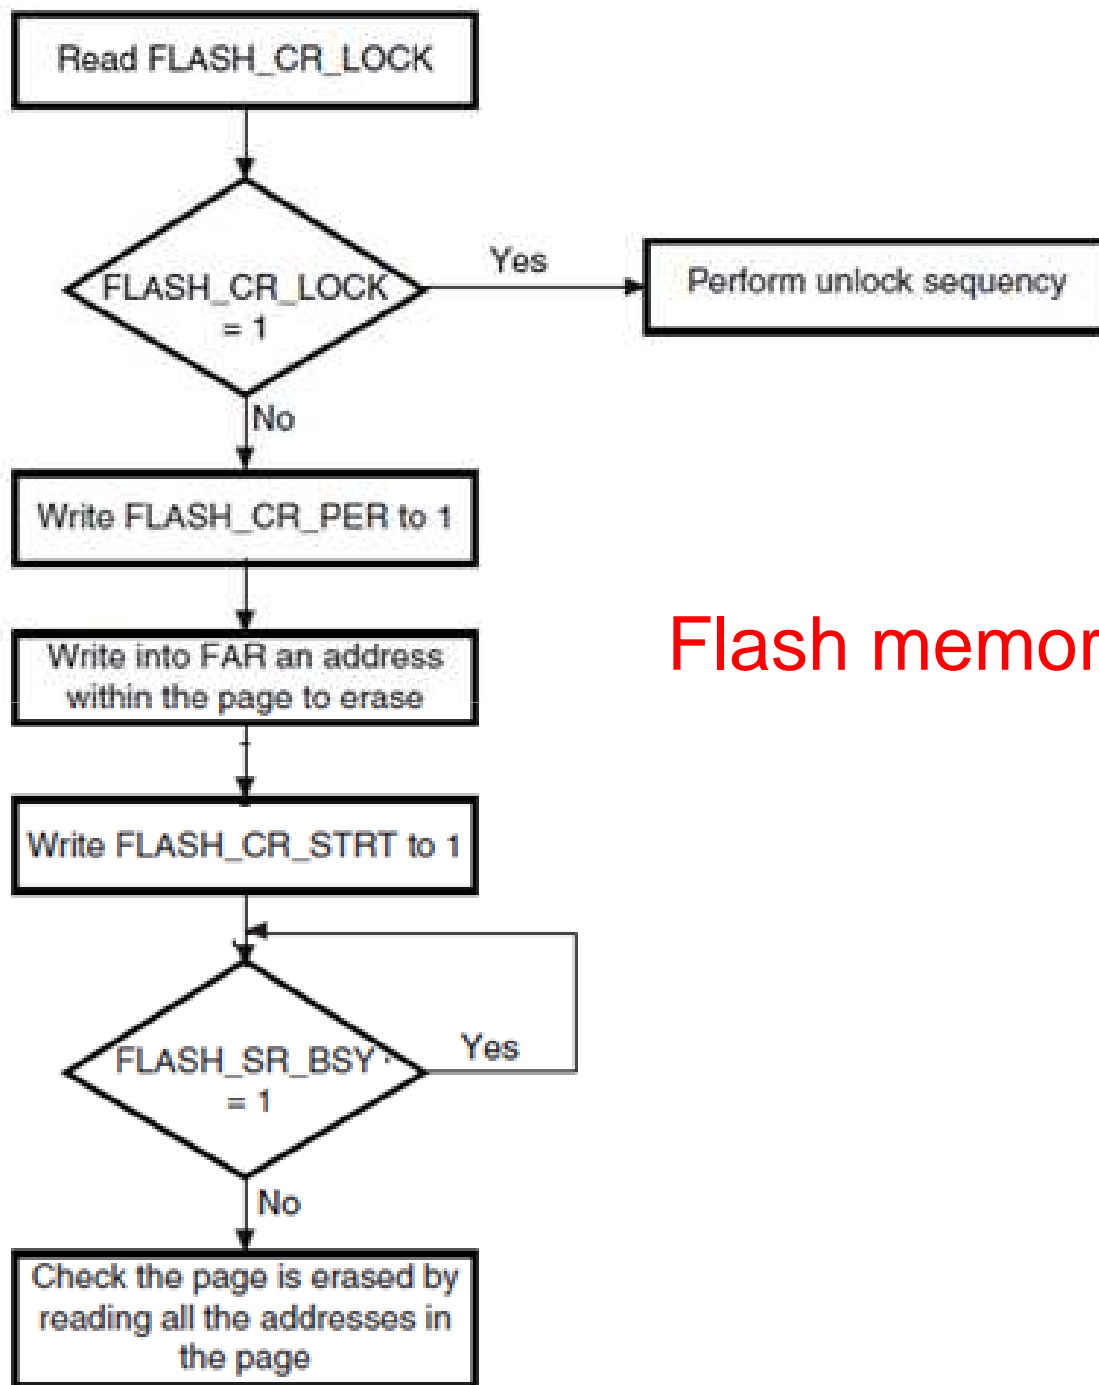 Read FLASH_CR_LOCK
FLASH_CR_LOCK
= 1
Yes
Perform unlock sequency
No
Write FLASH_CR_PER to 1
Write into FAR an address
within the page to erase
Flash memor
Write FLASH_CR_STRT to 1
FLASH_SR_BSY
= 1
Yes
No
Check the page is erased by
reading all the addresses in
the page